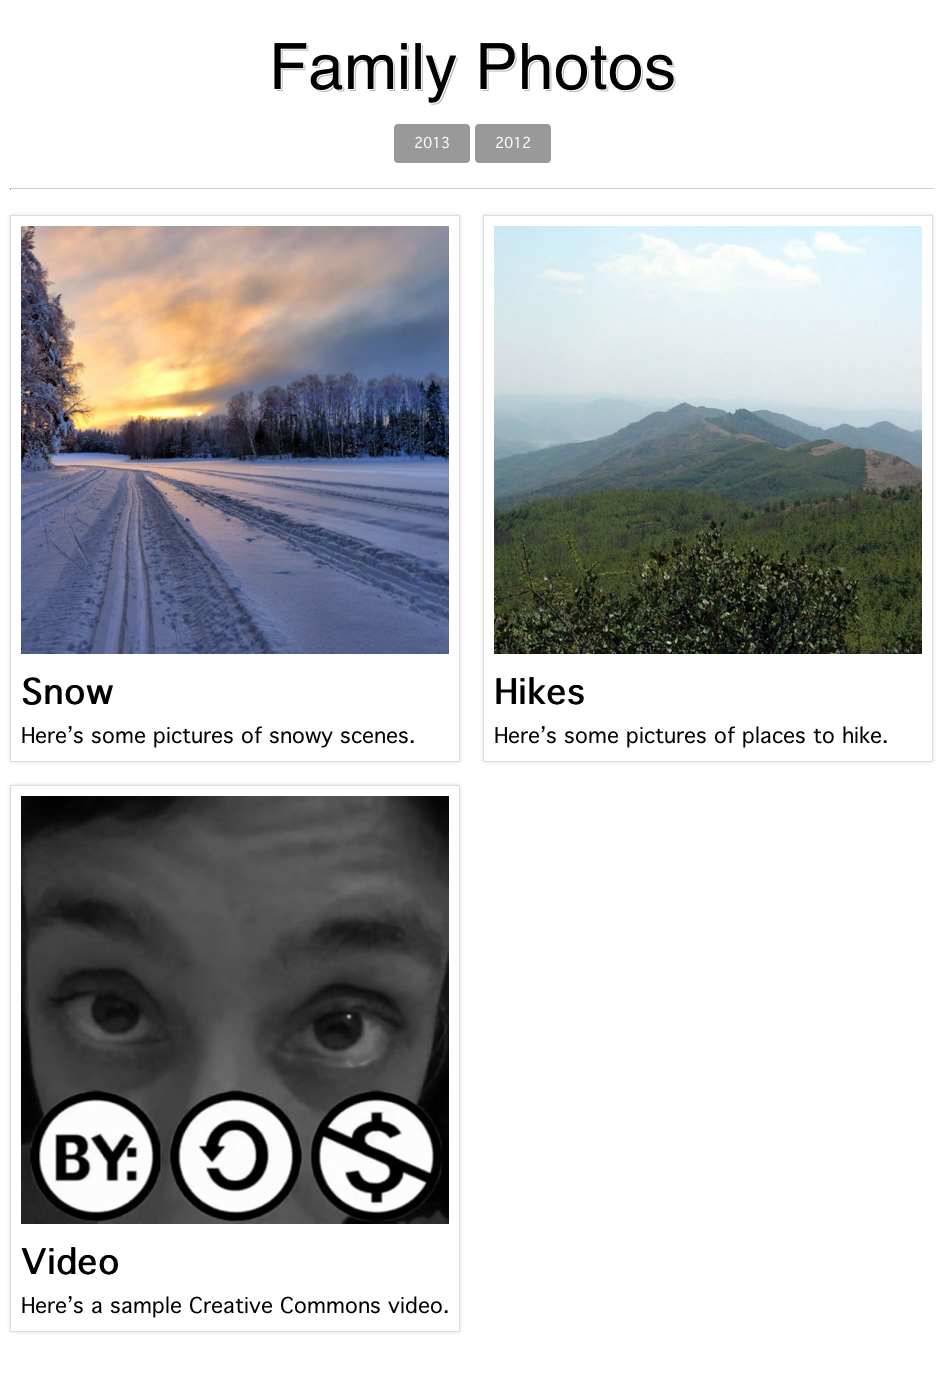 Family Photos
2013 2012
Snow
Here's some pictures of snowy scenes.
Hikes
Here's some pictures of places to hike.
BY: $
Video
Here's a sample Creative Commons video.